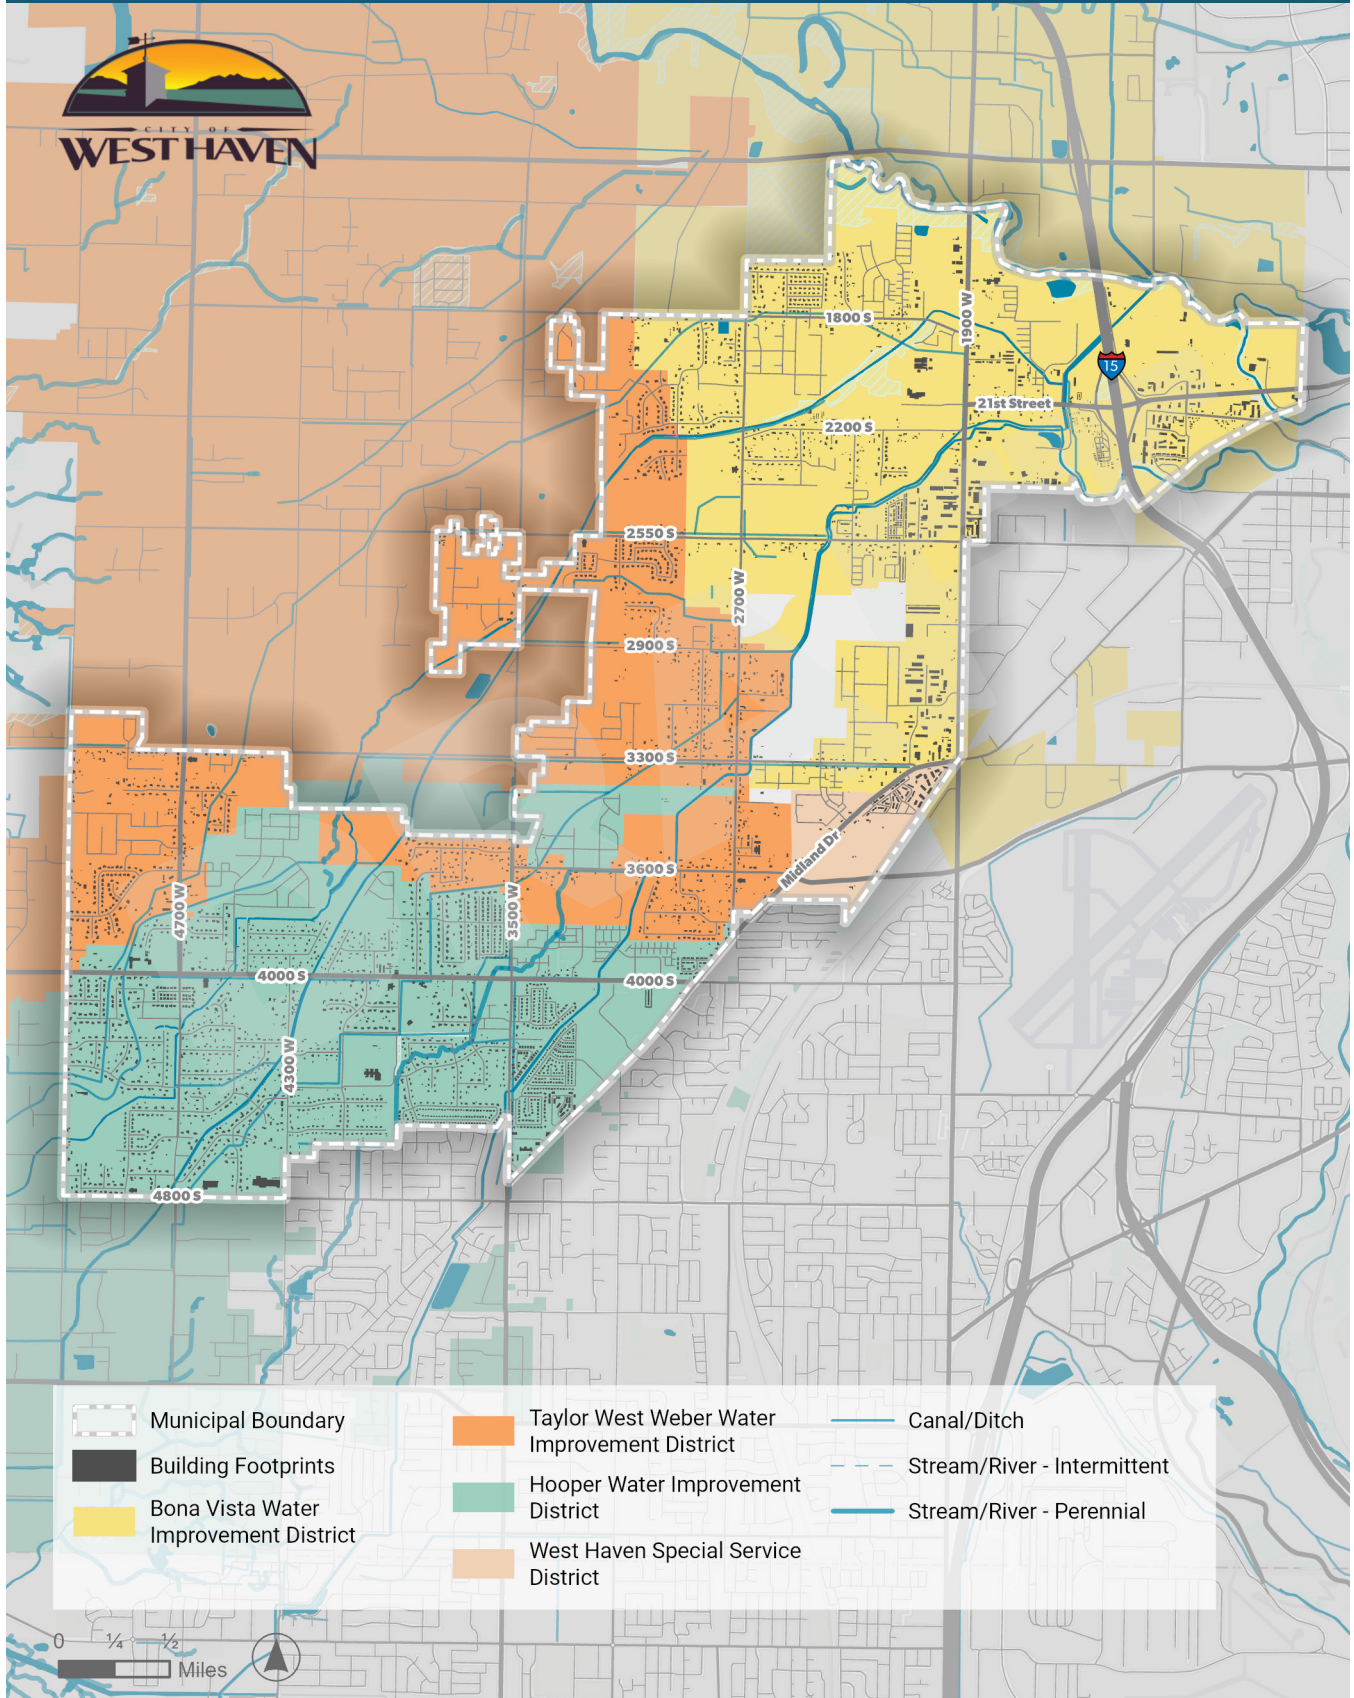 CITY OF
WEST HAVEN
1800 S
1900 W
15
21st Street
2200 S
2550 S
2700 W
2900 S
3300 S
Midland Dr
3600 S
4700 W
3500 W
4000 S
4000 S
4300 W
4800 S
Municipal Boundary
Building Footprints
Bona Vista Water
Improvement District
Taylor West Weber Water
Improvement District
Hooper Water Improvement
District
West Haven Special Service
District
Canal/Ditch
Stream/River - Intermittent
Stream/River - Perennial
0 ¼ ½
Miles